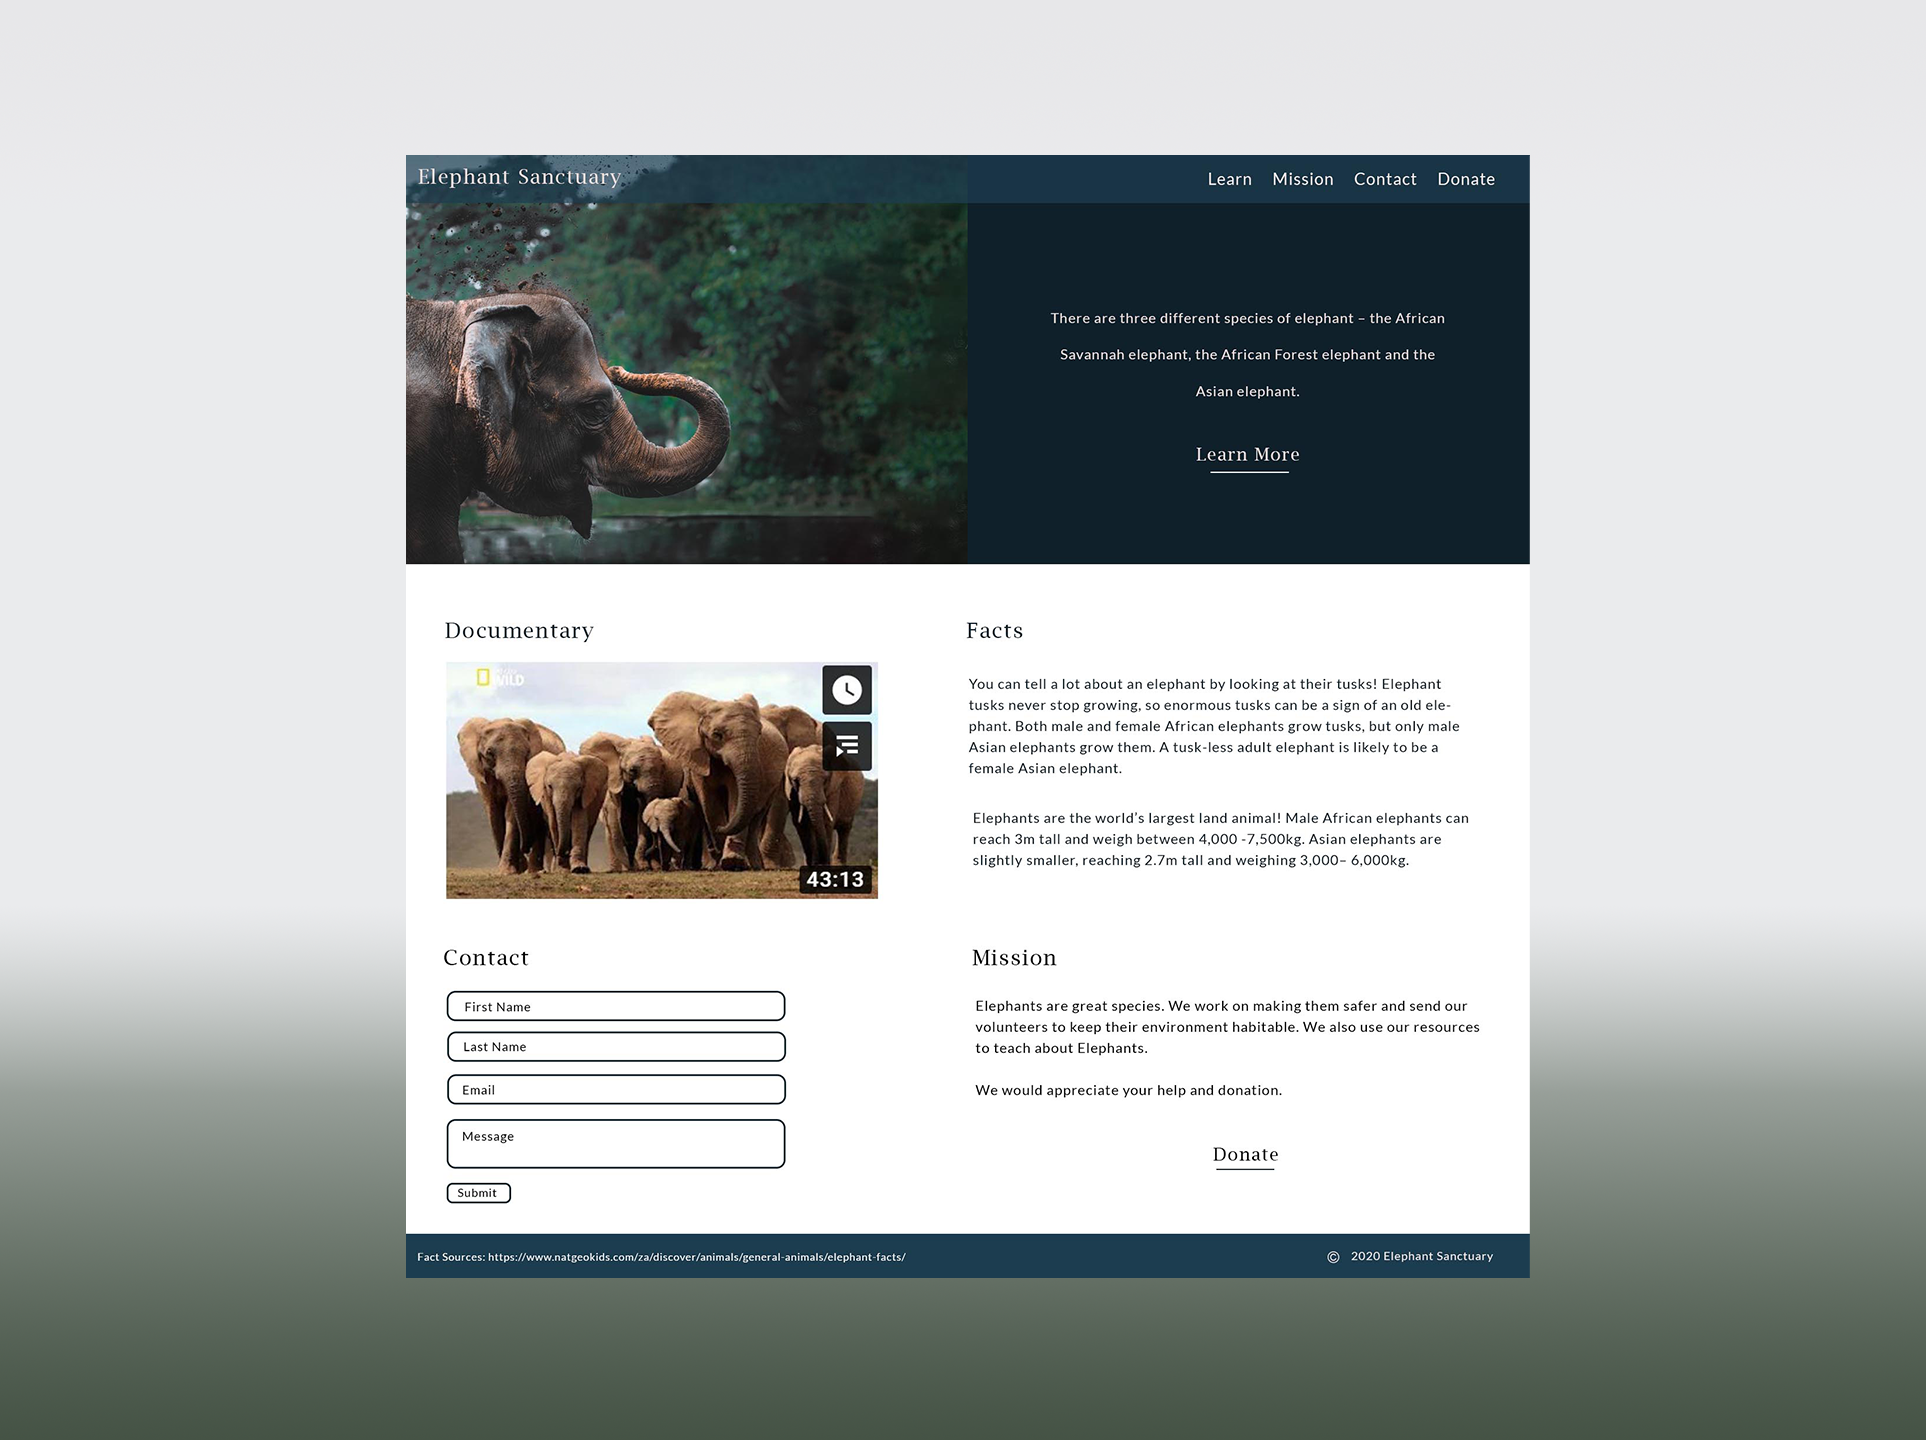 Elephant Sanctuary
Learn Mission Contact Donate
There are three different species of elephant – the African
Savannah elephant, the African Forest elephant and the
Asian elephant.
Learn More
Documentary
WILD
43:13
Facts
You can tell a lot about an elephant by looking at their tusks! Elephant
tusks never stop growing, so enormous tusks can be a sign of an old ele-
phant. Both male and female African elephants grow tusks, but only male
Asian elephants grow them. A tusk-less adult elephant is likely to be a
female Asian elephant.
Elephants are the world’s largest land animal! Male African elephants can
reach 3m tall and weigh between 4,000 -7,500kg. Asian elephants are
slightly smaller, reaching 2.7m tall and weighing 3,000– 6,000kg.
Contact
First Name
Last Name
Email
Message
Submit
Mission
Elephants are great species. We work on making them safer and send our
volunteers to keep their environment habitable. We also use our resources
to teach about Elephants.
We would appreciate your help and donation.
Donate
Fact Sources: https://www.natgeokids.com/za/discover/animals/general-animals/elephant-facts/
© 2020 Elephant Sanctuary